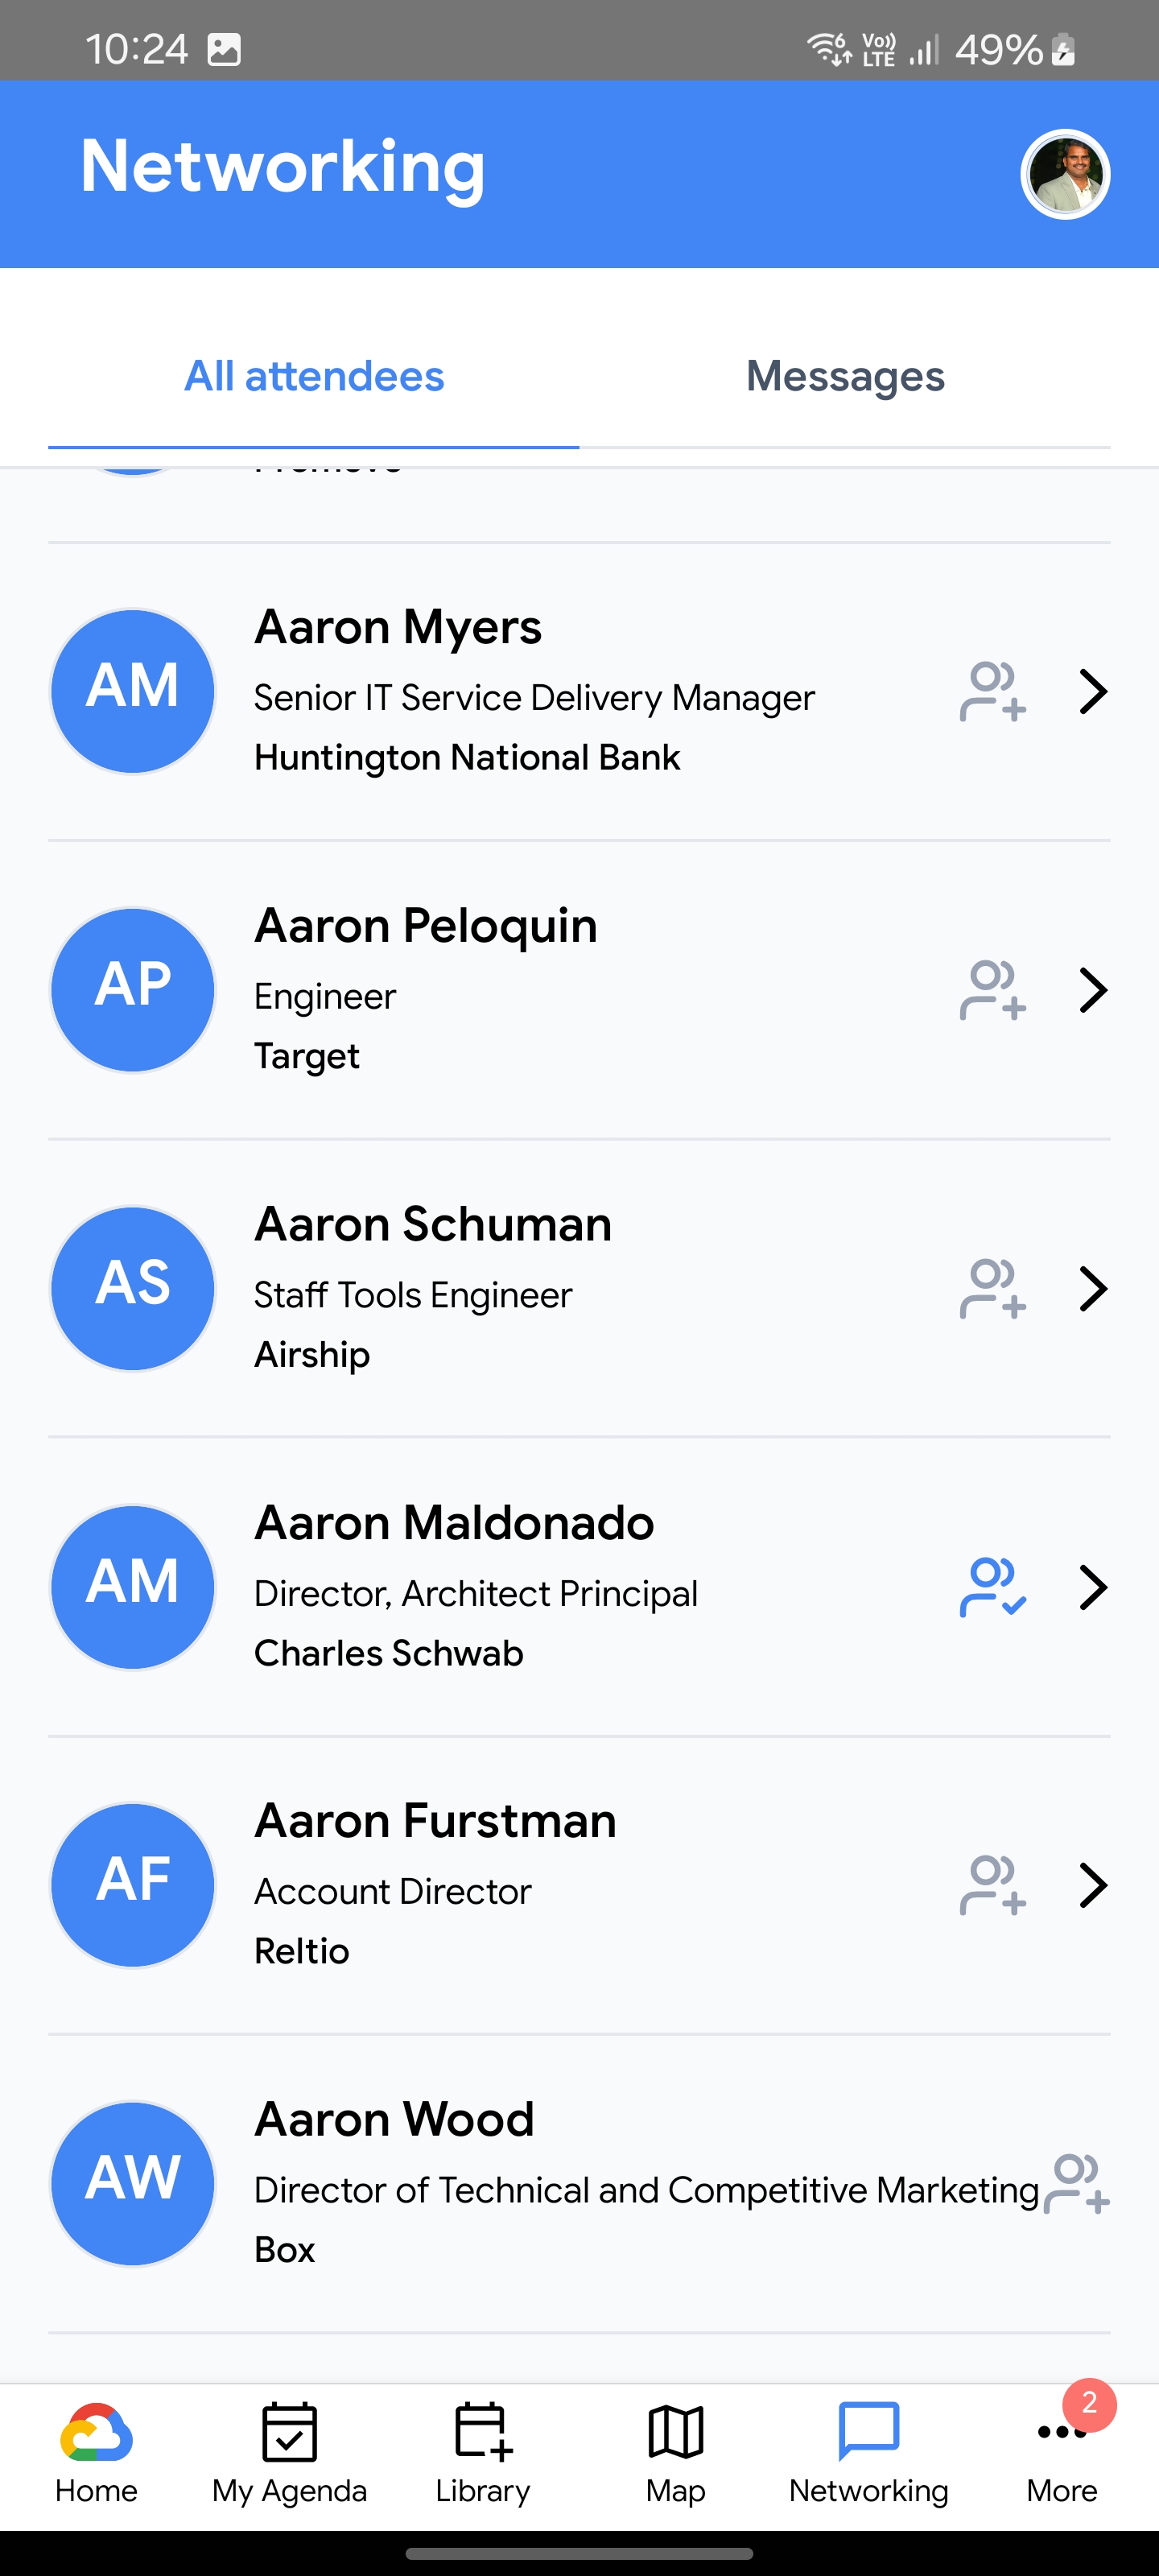 10:24
Vo)) LTE
49%
Networking
All attendees
Messages
AM
Aaron Myers
Senior IT Service Delivery Manager
Huntington National Bank
AP
Aaron Peloquin
Engineer
Target
AS
Aaron Schuman
Staff Tools Engineer
Airship
AM
Aaron Maldonado
Director, Architect Principal
Charles Schwab
AF
Aaron Furstman
Account Director
Reltio
AW
Aaron Wood
Director of Technical and Competitive Marketing
Box
2
Home
My Agenda
Library
Map
Networking
More